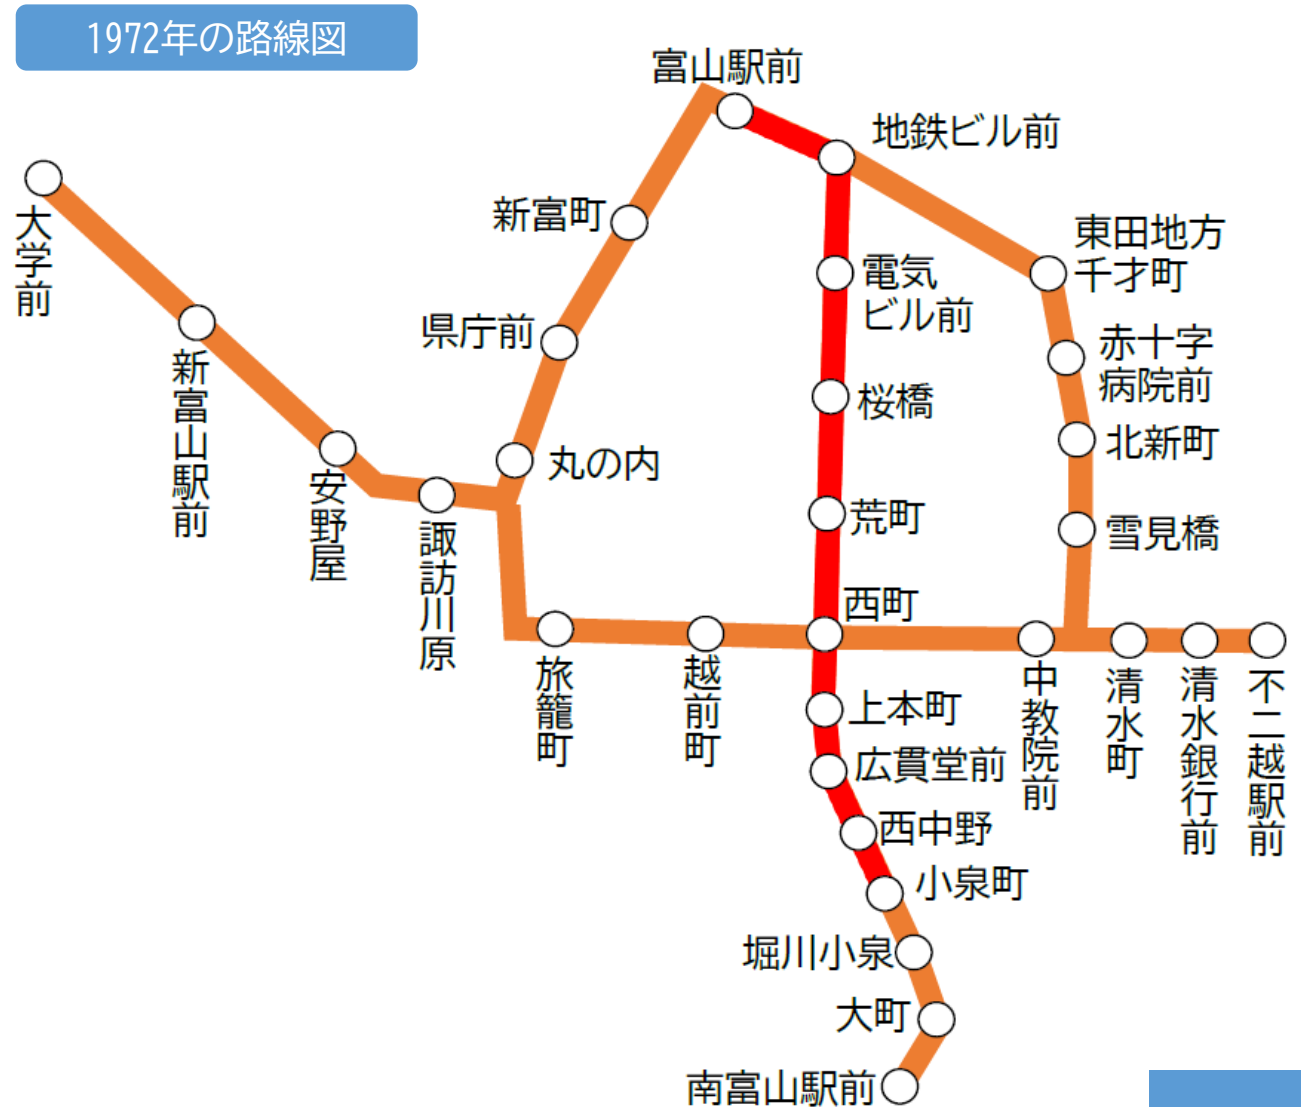 1972年の路線図
富山駅前
地鉄ビル前
大学前
新富町
東田地方
千才町
電気
ビル前
県庁前
新富山駅前
赤十字
病院前
桜橋
北新町
丸の内
安野屋
荒町
諏訪川原
雪見橋
西町
旅籠町
越前町
中教院前
清水町
清水銀行前
不二越駅前
上本町
広貫堂前
西中野
小泉町
堀川小泉
大町
南富山駅前